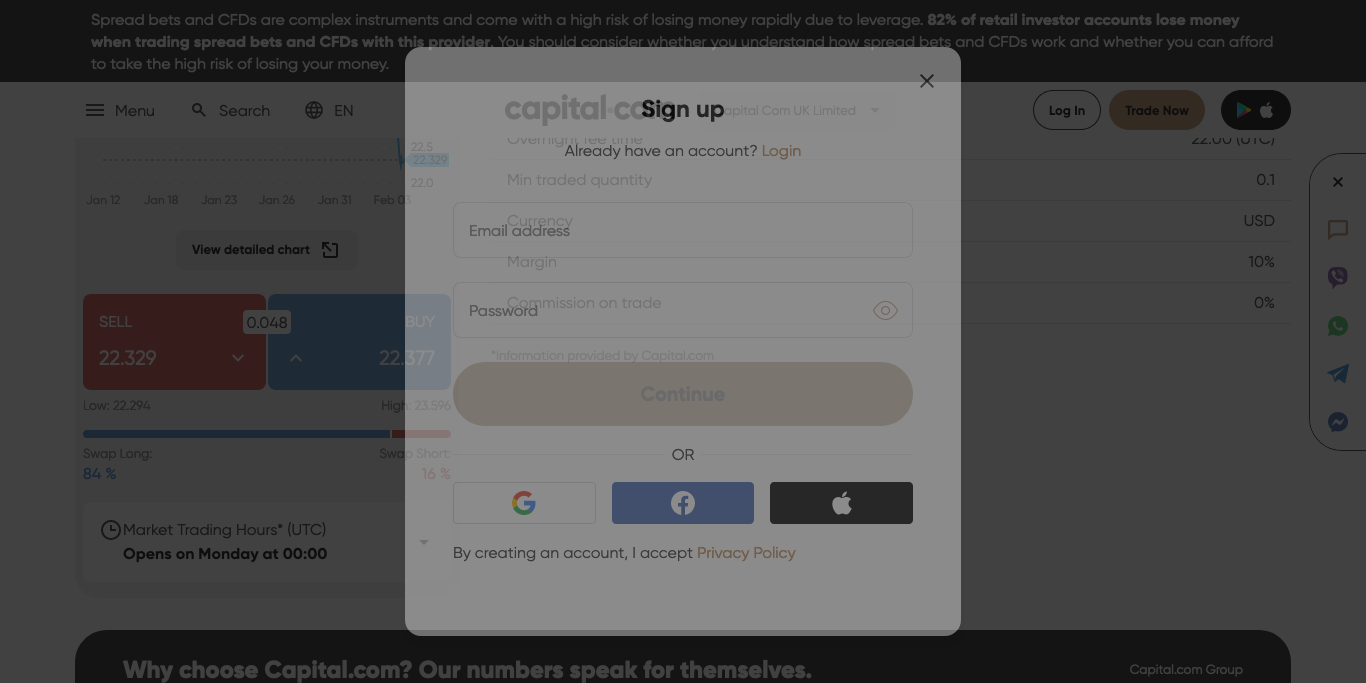 Spread bets and CFDs are complex instruments and come with a high risk of losing money rapidly due to leverage. 82% of retail investor accounts lose money
when trading spread bets and CFDs with this provider. You should consider whether you understand how spread bets and CFDs work and whether you can afford
to take the high risk of losing your money.
Menu Search EN
capital.com
Capital Com UK Limited
Log In Trade Now
Sign up
Already have an account? Login
Overnight fee time 22:00 (UTC)
Min traded quantity 0.1
Currency USD
Margin 10%
Commission on trade 0%
*Information provided by Capital.com
22.5
22.329
22.0
Jan 12 Jan 18 Jan 23 Jan 26 Jan 31 Feb 03
View detailed chart
SELL 0.048 BUY
22.329 22.377
Low: 22.294 High: 23.596
Swap Long: Swap Short:
84 % 16 %
Market Trading Hours* (UTC)
Opens on Monday at 00:00
Email address
Password
Continue
OR
By creating an account, I accept Privacy Policy
Why choose Capital.com? Our numbers speak for themselves.
Capital.com Group